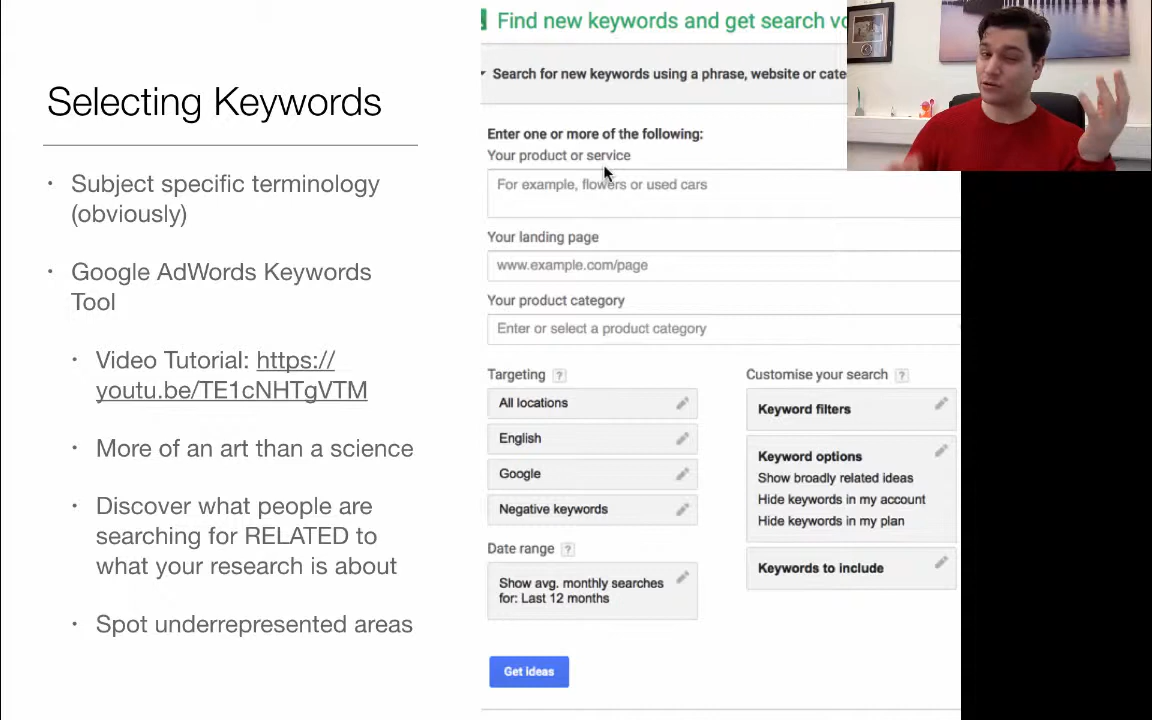 Selecting Keywords
Subject specific terminology
(obviously)
Google AdWords Keywords
Tool
Video Tutorial: https://
youtu.be/TE1cNHTgVTM
More of an art than a science
Discover what people are
searching for RELATED to
what your research is about
Spot underrepresented areas
Find new keywords and get search vo
Search for new keywords using a phrase, website or cate
Enter one or more of the following:
Your product or service
For example, flowers or used cars
Your landing page
www.example.com/page
Your product category
Enter or select a product category
Targeting ?
All locations
English
Google
Negative keywords
Date range ?
Show avg. monthly searches
for: Last 12 months
Customise your search ?
Keyword filters
Keyword options
Show broadly related ideas
Hide keywords in my account
Hide keywords in my plan
Keywords to include
Get ideas